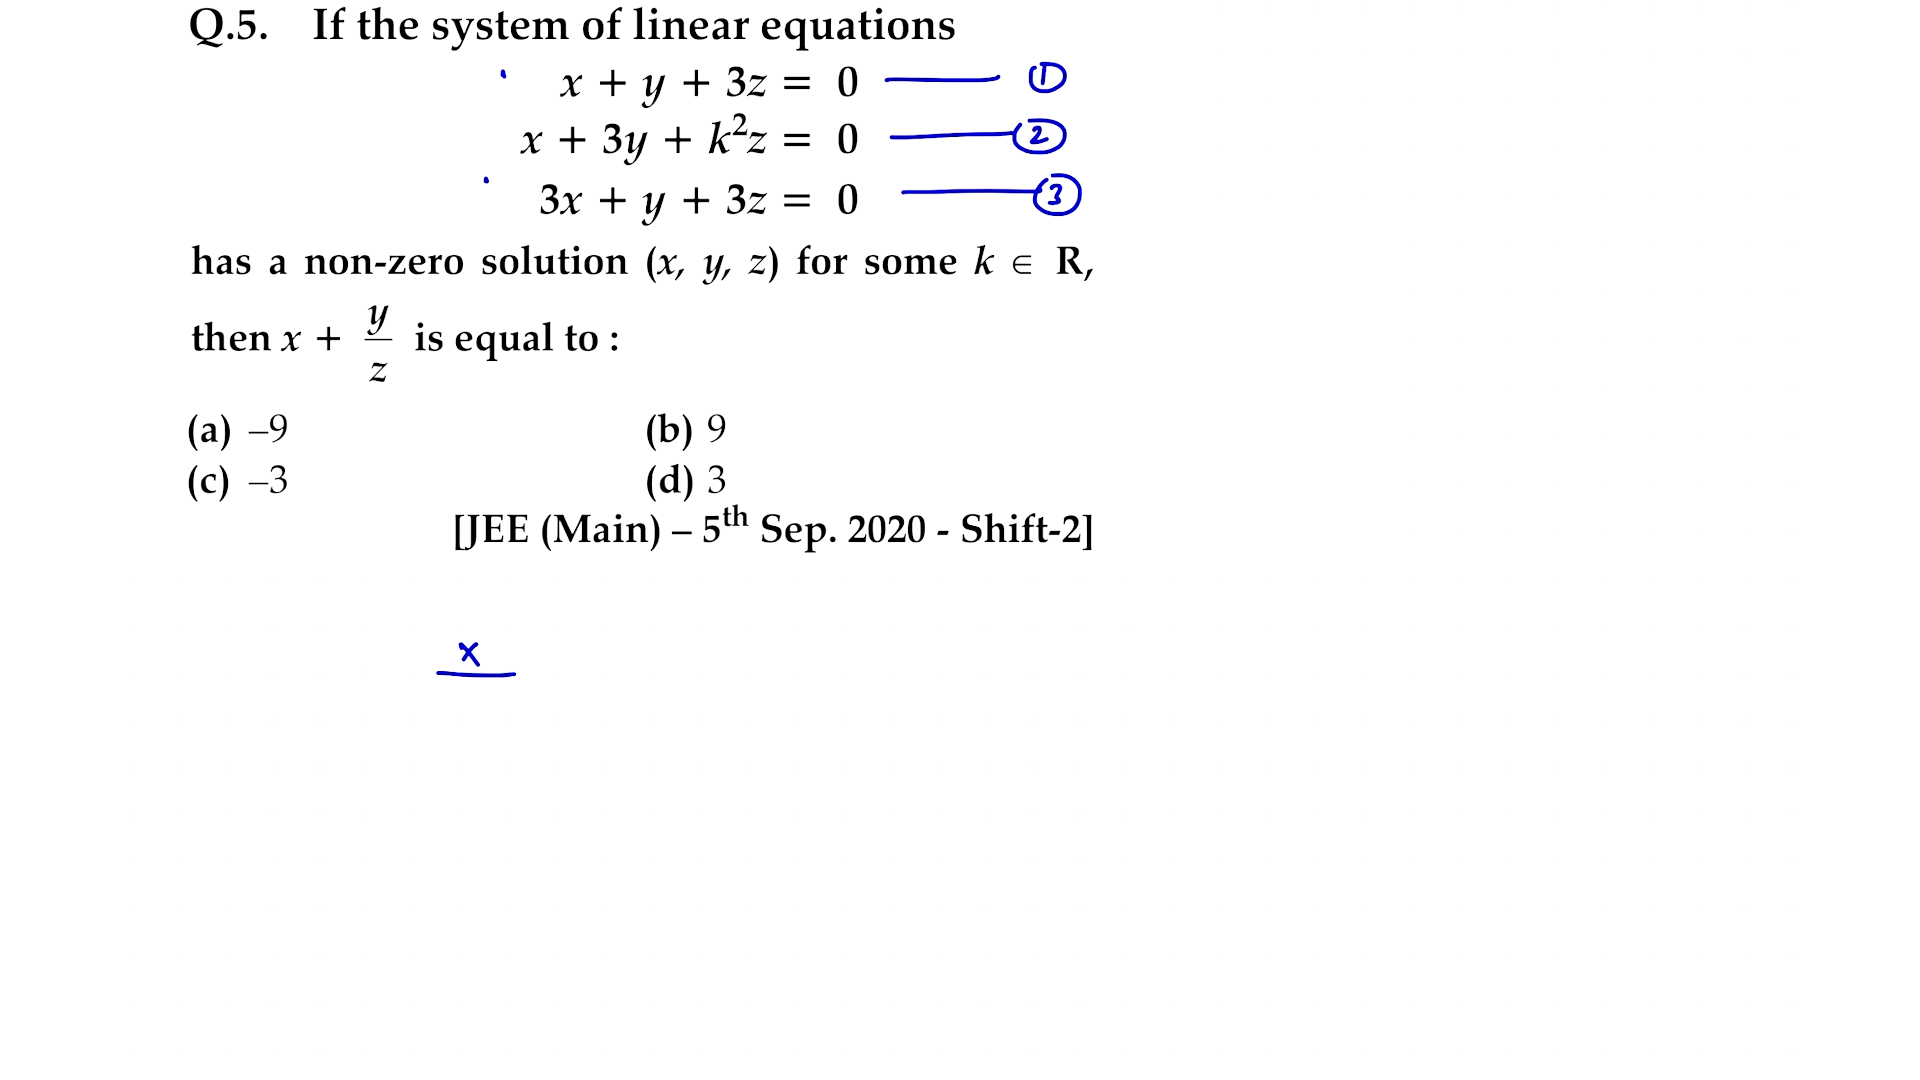 Q.5. If the system of linear equations
x + y + 3z = 0 ①
x + 3y + k²z = 0 ②
3x + y + 3z = 0 ③
has a non-zero solution (x, y, z) for some k ∈ R,
then x + y/z is equal to :
(a) –9 (b) 9
(c) –3 (d) 3
[JEE (Main) – 5th Sep. 2020 - Shift-2]
x